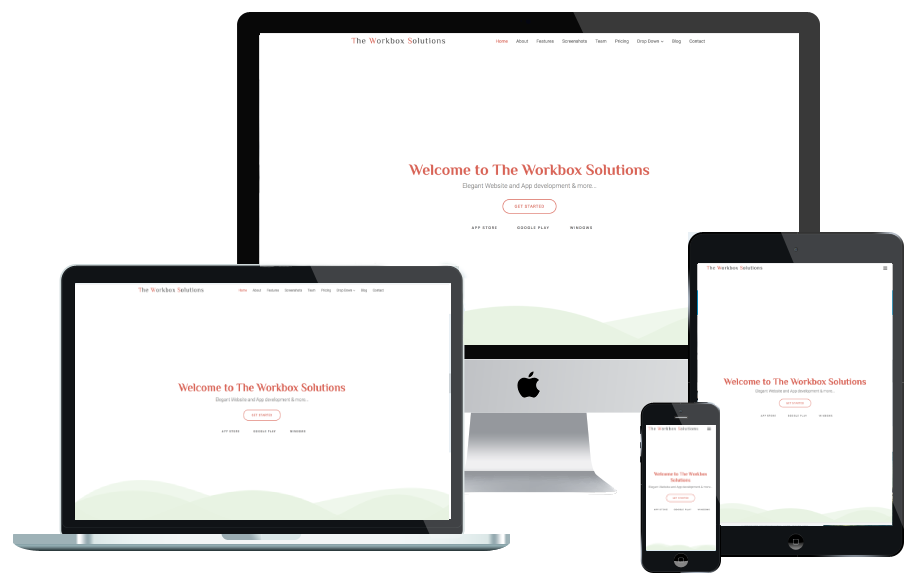 The Workbox Solutions Home About Features Screenshots Team Pricing Drop Down Blog Contact
Welcome to The Workbox Solutions
Elegant Website and App development & more...
GET STARTED
APP STORE GOOGLE PLAY WINDOWS
The Workbox Solutions Home About Features Screenshots Team Pricing Drop Down Blog Contact
Welcome to The Workbox Solutions
Elegant Website and App development & more...
GET STARTED
APP STORE GOOGLE PLAY WINDOWS
The Workbox Solutions
Welcome to The Workbox Solutions
Elegant Website and App development & more...
GET STARTED
APP STORE GOOGLE PLAY WINDOWS
The Workbox Solutions
Welcome to The Workbox
Solutions
Elegant Website and App development & more...
GET STARTED
APP STORE GOOGLE PLAY WINDOWS